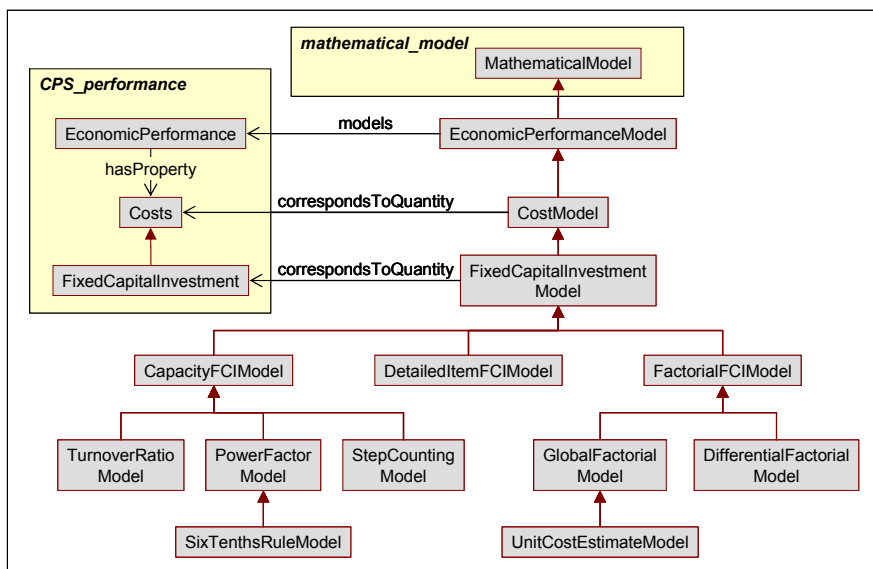 mathematical_model
MathematicalModel
CPS_performance
EconomicPerformance
models
EconomicPerformanceModel
hasProperty
Costs
correspondsToQuantity
CostModel
FixedCapitalInvestment
correspondsToQuantity
FixedCapitalInvestment
Model
CapacityFCIModel
DetailedItemFCIModel
FactorialFCIModel
TurnoverRatio
Model
PowerFactor
Model
StepCounting
Model
GlobalFactorial
Model
DifferentialFactorial
Model
SixTenthsRuleModel
UnitCostEstimateModel